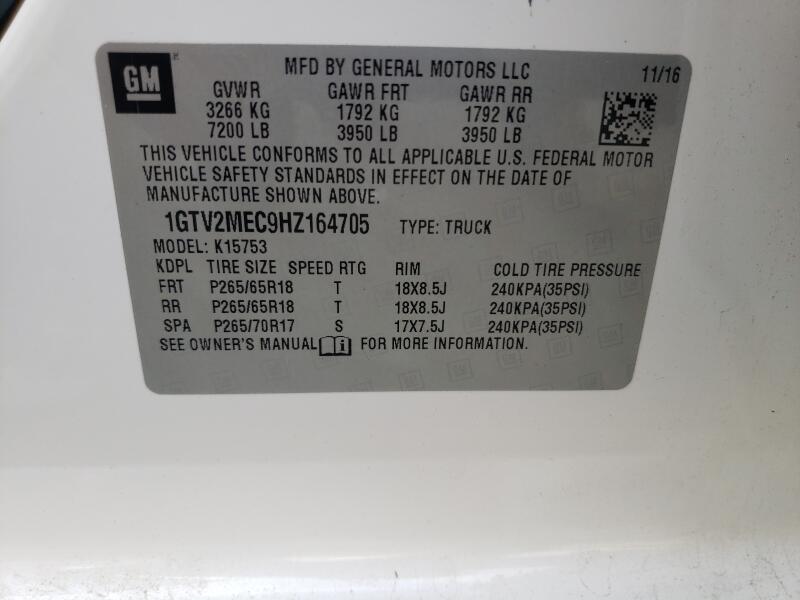 GM
MFD BY GENERAL MOTORS LLC 11/16
GVWR GAWR FRT GAWR RR
3266 KG 1792 KG 1792 KG
7200 LB 3950 LB 3950 LB
THIS VEHICLE CONFORMS TO ALL APPLICABLE U.S. FEDERAL MOTOR
VEHICLE SAFETY STANDARDS IN EFFECT ON THE DATE OF
MANUFACTURE SHOWN ABOVE.
1GTV2MEC9HZ164705 TYPE: TRUCK
MODEL: K15753
KDPL TIRE SIZE SPEED RTG RIM COLD TIRE PRESSURE
FRT P265/65R18 T 18X8.5J 240KPA(35PSI)
RR P265/65R18 T 18X8.5J 240KPA(35PSI)
SPA P265/70R17 S 17X7.5J 240KPA(35PSI)
SEE OWNER'S MANUAL FOR MORE INFORMATION.